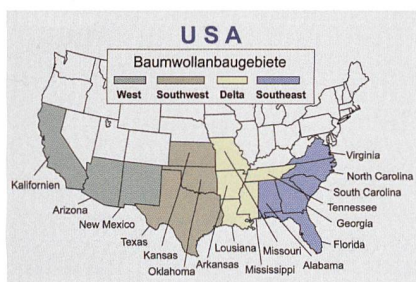 USA
Baumwollanbaugebiete
West Southwest Delta Southeast
Virginia
North Carolina
South Carolina
Tennessee
Georgia
Florida
Kalifornien
Arizona
New Mexico
Texas
Kansas
Oklahoma
Arkansas
Lousiana
Mississippi
Missouri
Alabama